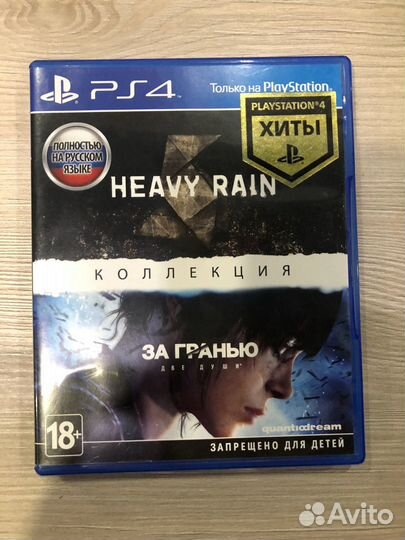 PS4
Только на PlayStation
PLAYSTATION®4
ХИТЫ
ПОЛНОСТЬЮ
НА РУССКОМ
ЯЗЫКЕ
HEAVY RAIN
КОЛЛЕКЦИЯ
ЗА ГРАНЬЮ
ДВЕ ДУШИ
18+
quanticdream
ЗАПРЕЩЕНО ДЛЯ ДЕТЕЙ
Avito